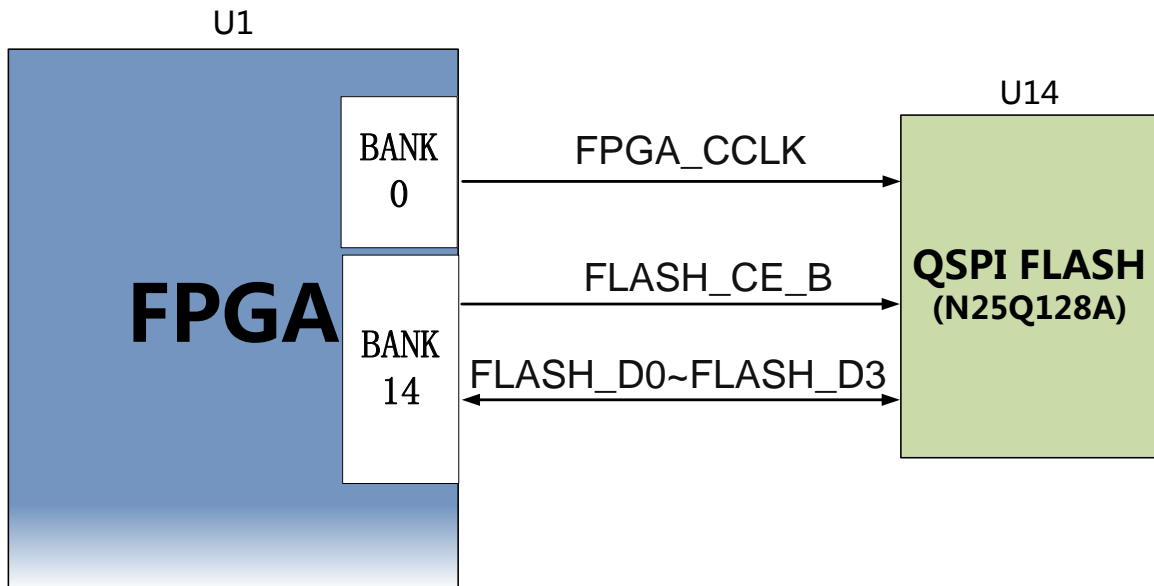 U1
U14
BANK
0
FPGA_CCLK
FPGA
FLASH_CE_B
QSPI FLASH
(N25Q128A)
BANK
14
FLASH_D0~FLASH_D3